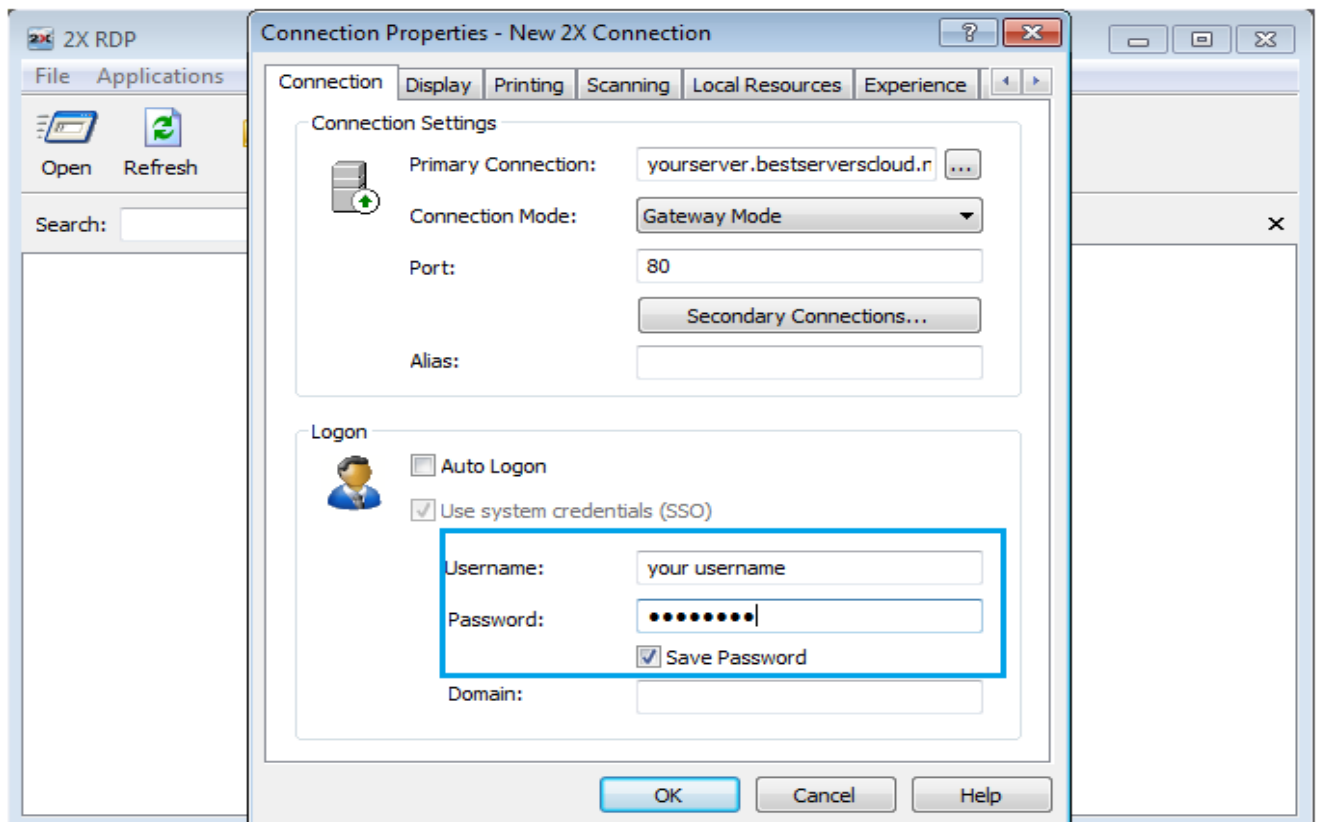 2X RDP
Connection Properties - New 2X Connection
File Applications
Connection Display Printing Scanning Local Resources Experience
Open Refresh
Search:
Connection Settings
Primary Connection: yourserver.bestserverscloud.n ...
Connection Mode: Gateway Mode
Port: 80
Secondary Connections...
Alias:
Logon
Auto Logon
Use system credentials (SSO)
Username: your username
Password: ••••••••
Save Password
Domain:
OK Cancel Help